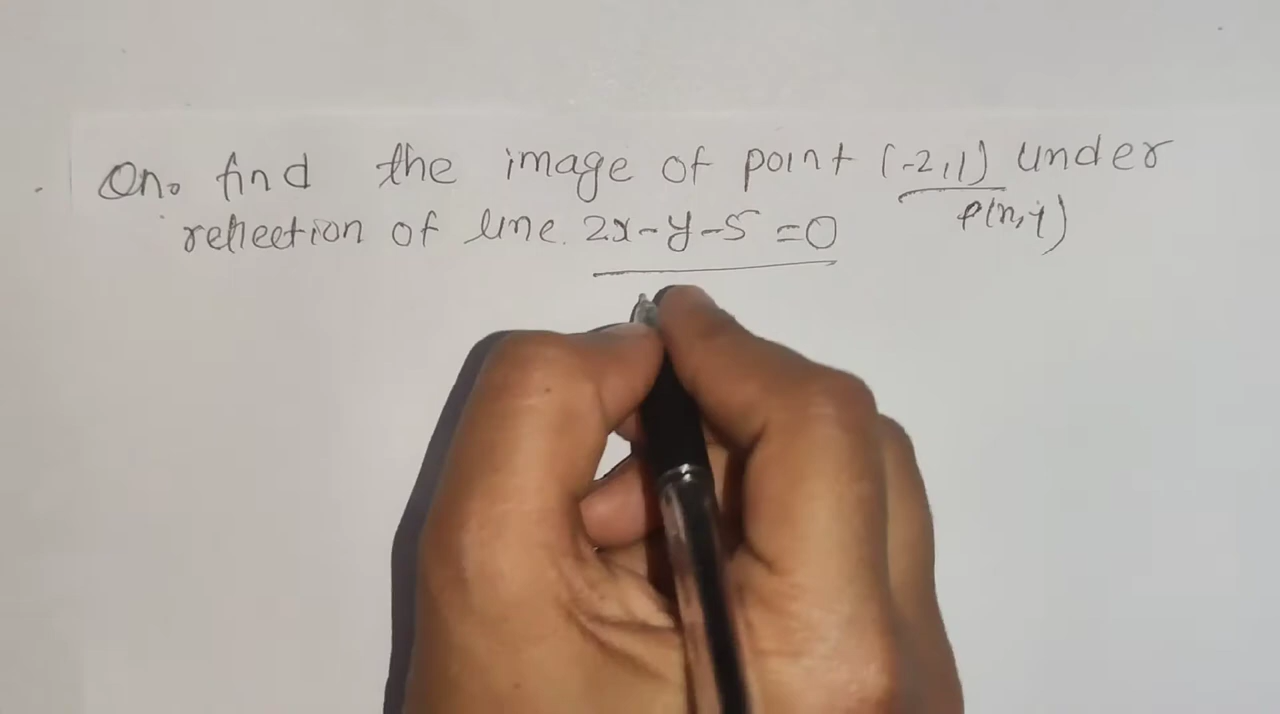 Qn. find the image of point (-2,1) under
P(x,y)
reflection of line. 2x-y-5=0